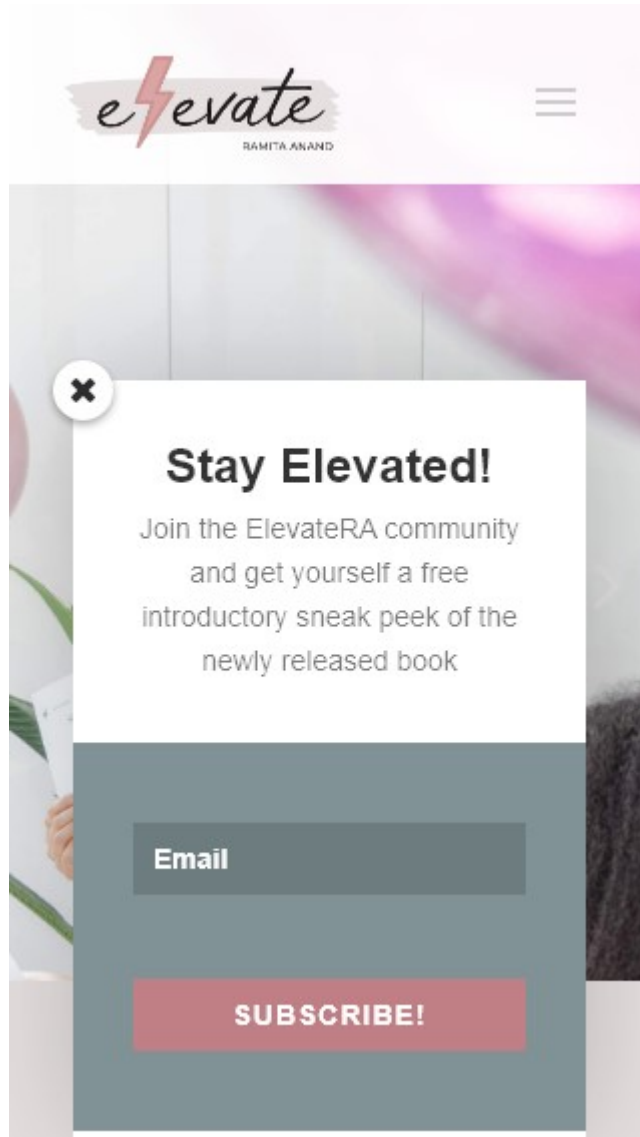 elevate
RAMITA ANAND
Stay Elevated!
Join the ElevateRA community
and get yourself a free
introductory sneak peek of the
newly released book
Email
SUBSCRIBE!